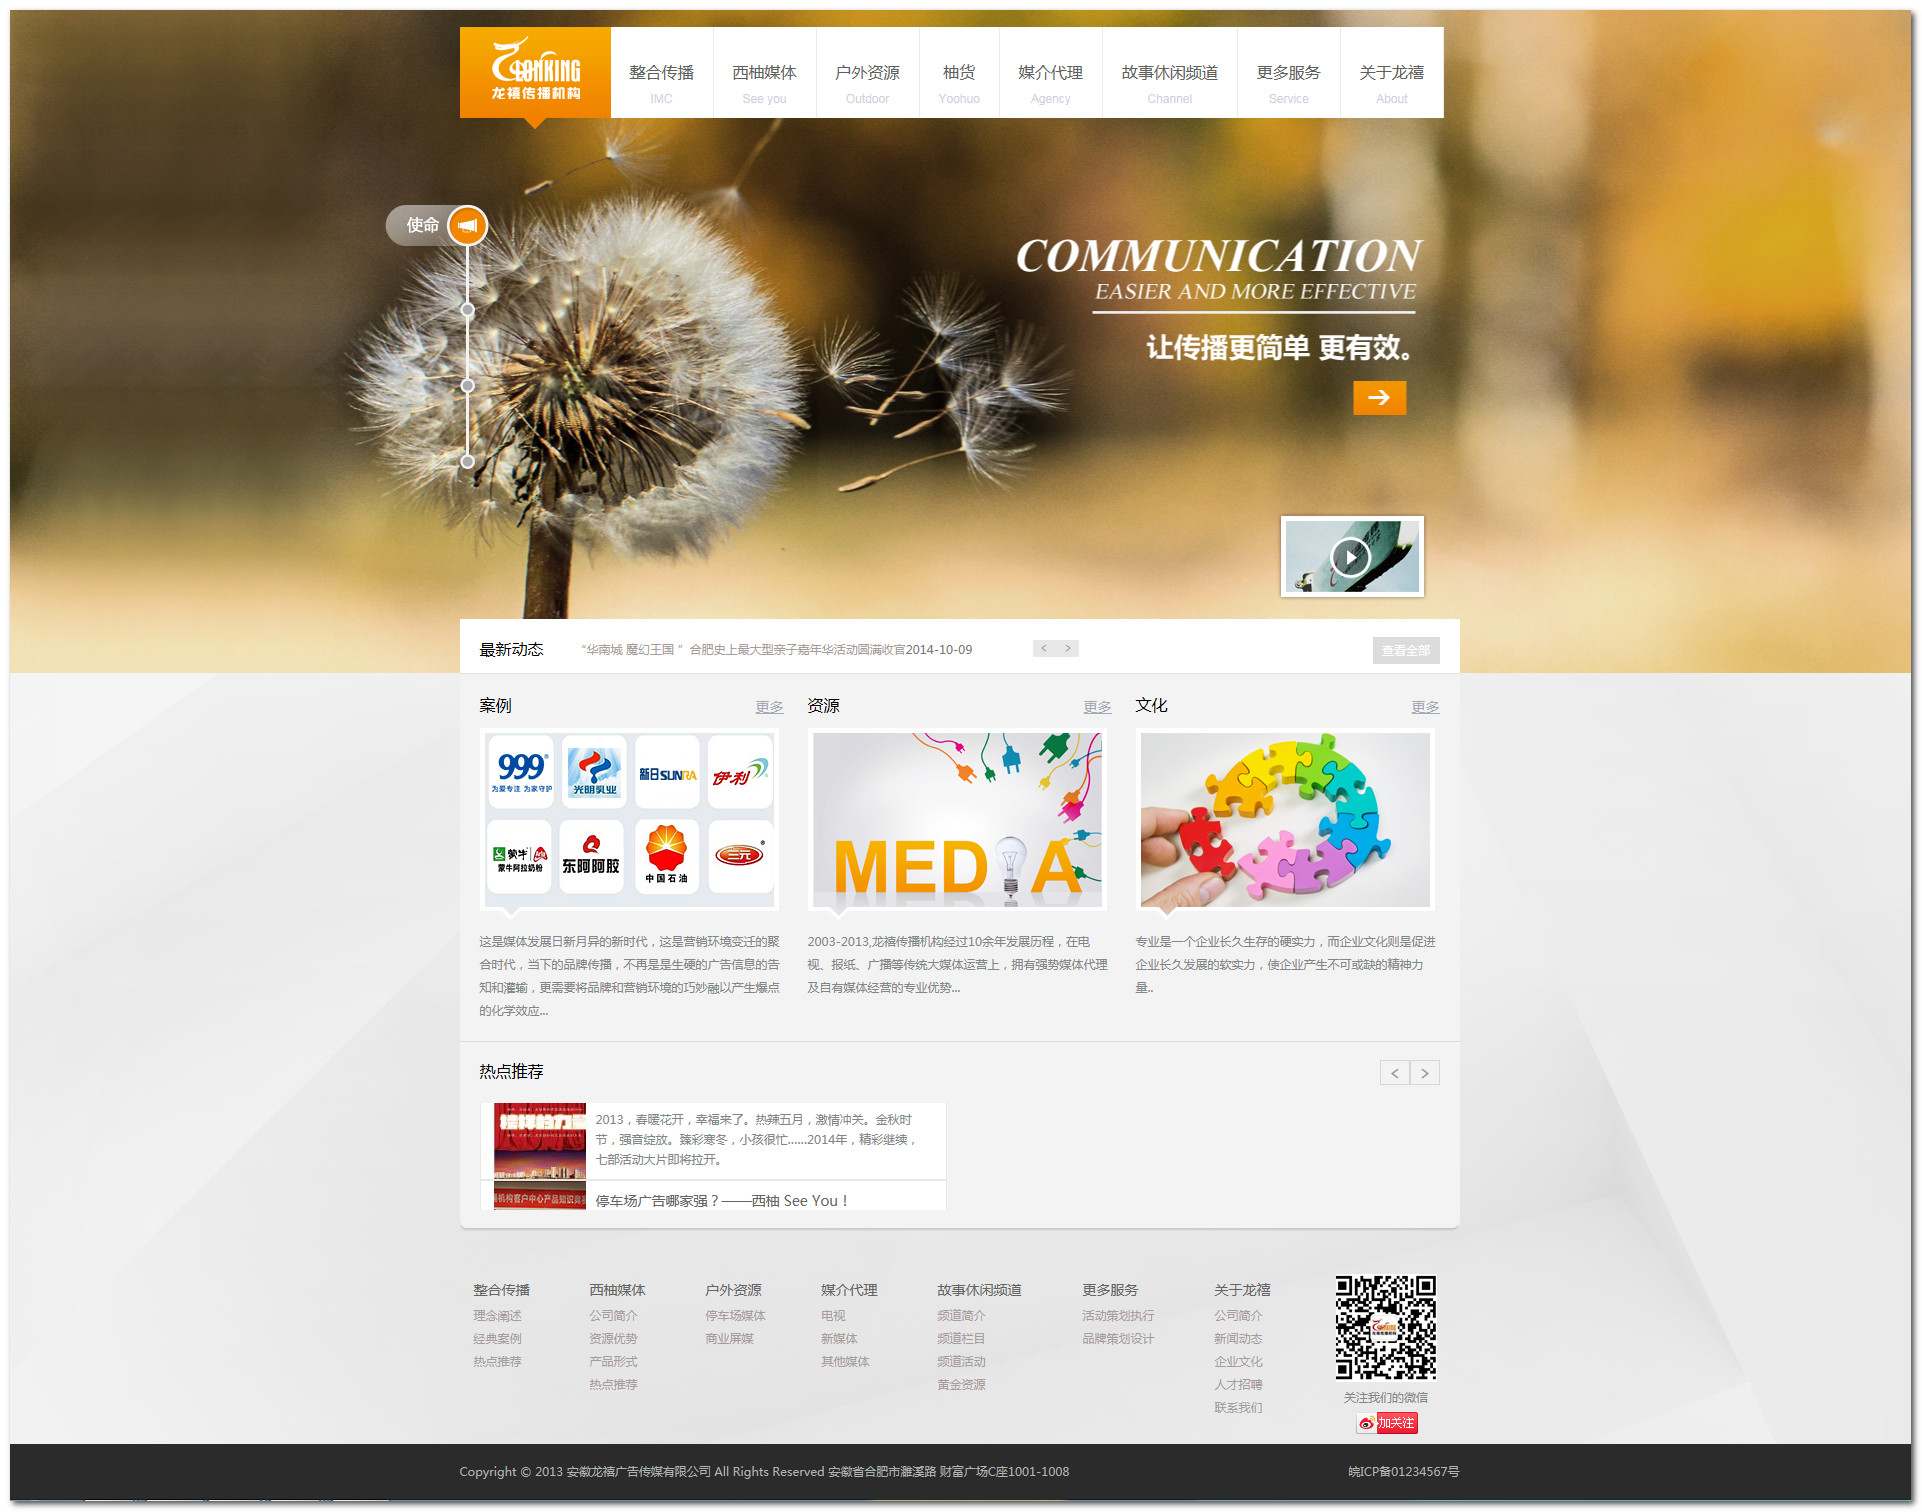 LONKING
龙禧传播机构
整合传播 西柚媒体 户外资源 柚货 媒介代理 故事休闲频道 更多服务 关于龙禧
IMC See you Outdoor Yoohuo Agency Channel Service About
使命
COMMUNICATION
EASIER AND MORE EFFECTIVE
让传播更简单 更有效。
最新动态 “华南城 魔幻王国 ”合肥史上最大型亲子嘉年华活动圆满收官2014-10-09 < > 查看全部
案例 更多
999
为爱专注 为家守护
光明乳业
新日SUNRA
伊利
蒙牛
蒙牛阿拉奶粉
东阿阿胶
中国石油
三元
这是媒体发展日新月异的新时代，这是营销环境变迁的聚
合时代，当下的品牌传播，不再是是生硬的广告信息的告
知和灌输，更需要将品牌和营销环境的巧妙融以产生爆点
的化学效应...
资源 更多
MEDIA
2003-2013,龙禧传播机构经过10余年发展历程，在电
视、报纸、广播等传统大媒体运营上，拥有强势媒体代理
及自有媒体经营的专业优势...
文化 更多
专业是一个企业长久生存的硬实力，而企业文化则是促进
企业长久发展的软实力，使企业产生不可或缺的精神力
量..
热点推荐 < >
2013，春暖花开，幸福来了。热辣五月，激情冲关。金秋时
节，强音绽放。臻彩寒冬，小孩很忙......2014年，精彩继续，
七部活动大片即将拉开。
机构客户中心产品知识竞
停车场广告哪家强？——西柚 See You！
整合传播
理念阐述
经典案例
热点推荐
西柚媒体
公司简介
资源优势
产品形式
热点推荐
户外资源
停车场媒体
商业屏媒
媒介代理
电视
新媒体
其他媒体
故事休闲频道
频道简介
频道栏目
频道活动
黄金资源
更多服务
活动策划执行
品牌策划设计
关于龙禧
公司简介
新闻动态
企业文化
人才招聘
联系我们
关注我们的微信
加关注
Copyright © 2013 安徽龙禧广告传媒有限公司 All Rights Reserved 安徽省合肥市濉溪路 财富广场C座1001-1008 皖ICP备01234567号